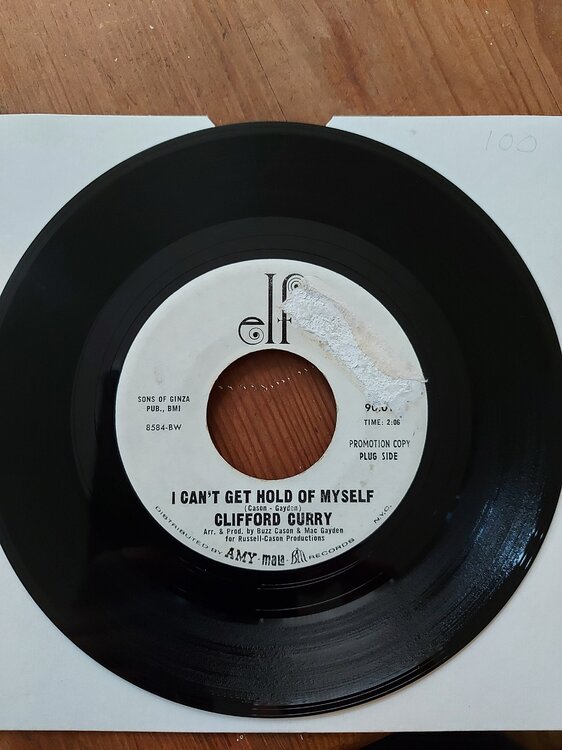 100
elf
SONS OF GINZA
PUB., BMI
8584-BW
TIME: 2:06
PROMOTION COPY
PLUG SIDE
I CAN'T GET HOLD OF MYSELF
(Cason - Gayden)
CLIFFORD CURRY
Arr. & Prod. by Buzz Cason & Mac Gayden
for Russell-Cason Productions
DISTRIBUTED BY AMY - mala - Bell RECORDS N.Y.C.